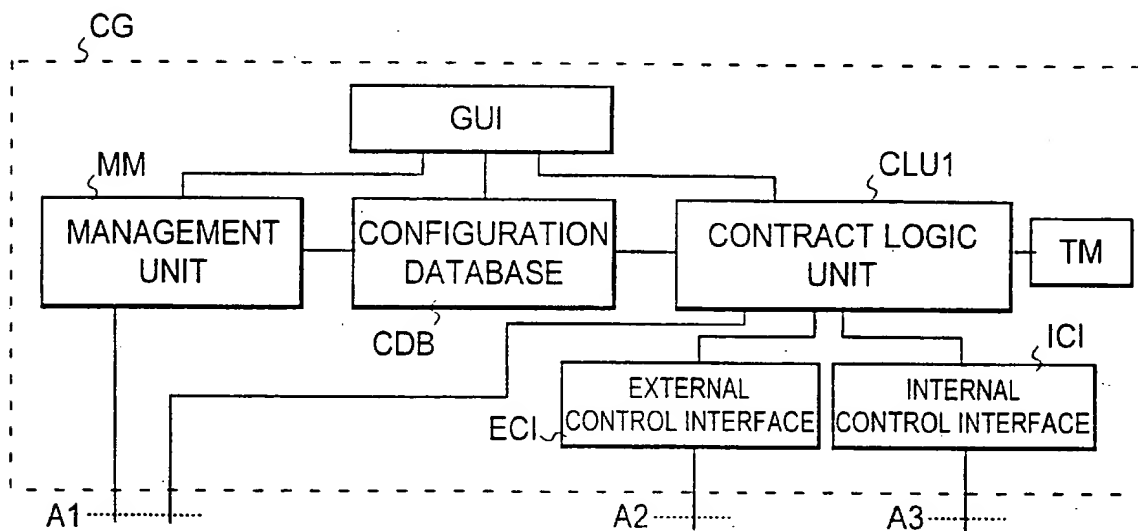 CG
GUI
MM
CLU1
MANAGEMENT
UNIT
CONFIGURATION
DATABASE
CONTRACT LOGIC
UNIT
TM
CDB
ICI
EXTERNAL
CONTROL INTERFACE
INTERNAL
CONTROL INTERFACE
ECI
A1
A2
A3